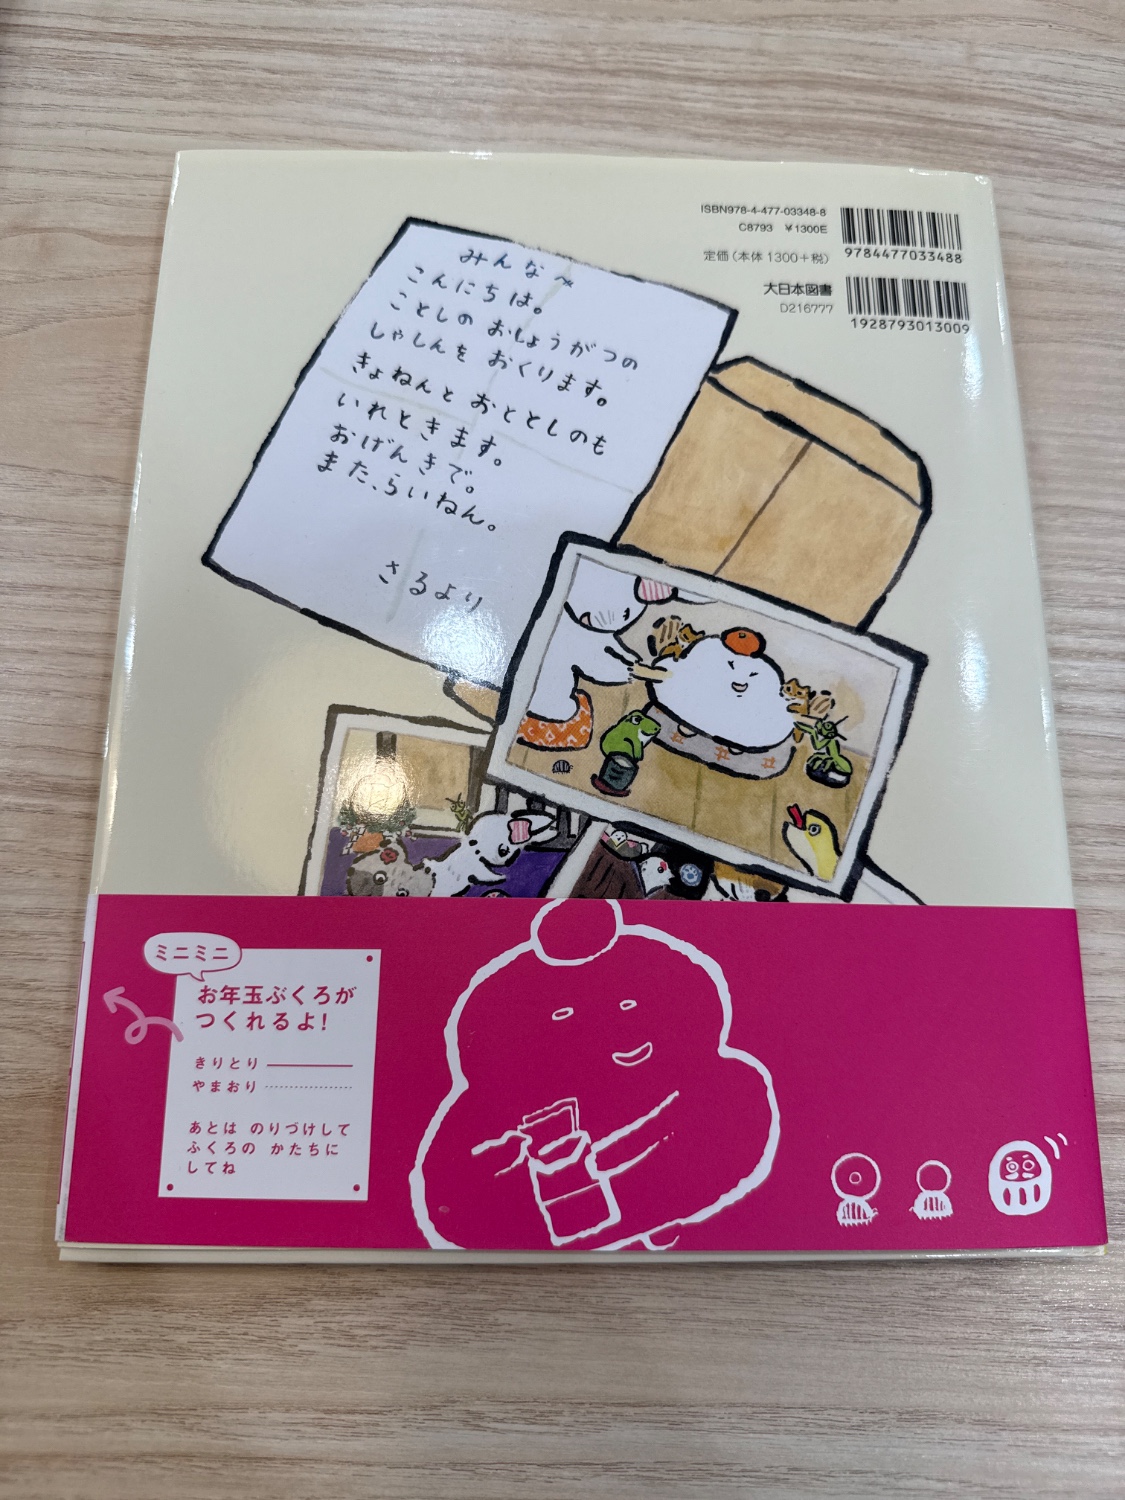 ISBN978-4-477-03348-8
C8793 ￥1300E
定価（本体1300＋税）
大日本図書
D216777
9784477033488
1928793013009
みんなへ
こんにちは。
ことしの おしょうがつの
しゃしんを おくります。
きょねんと おととしのも
いれときます。
おげんきで。
また、らいねん。
さるより
ミニミニ
お年玉ぶくろが
つくれるよ！
きりとり
やまおり
あとは のりづけして
ふくろの かたちに
してね